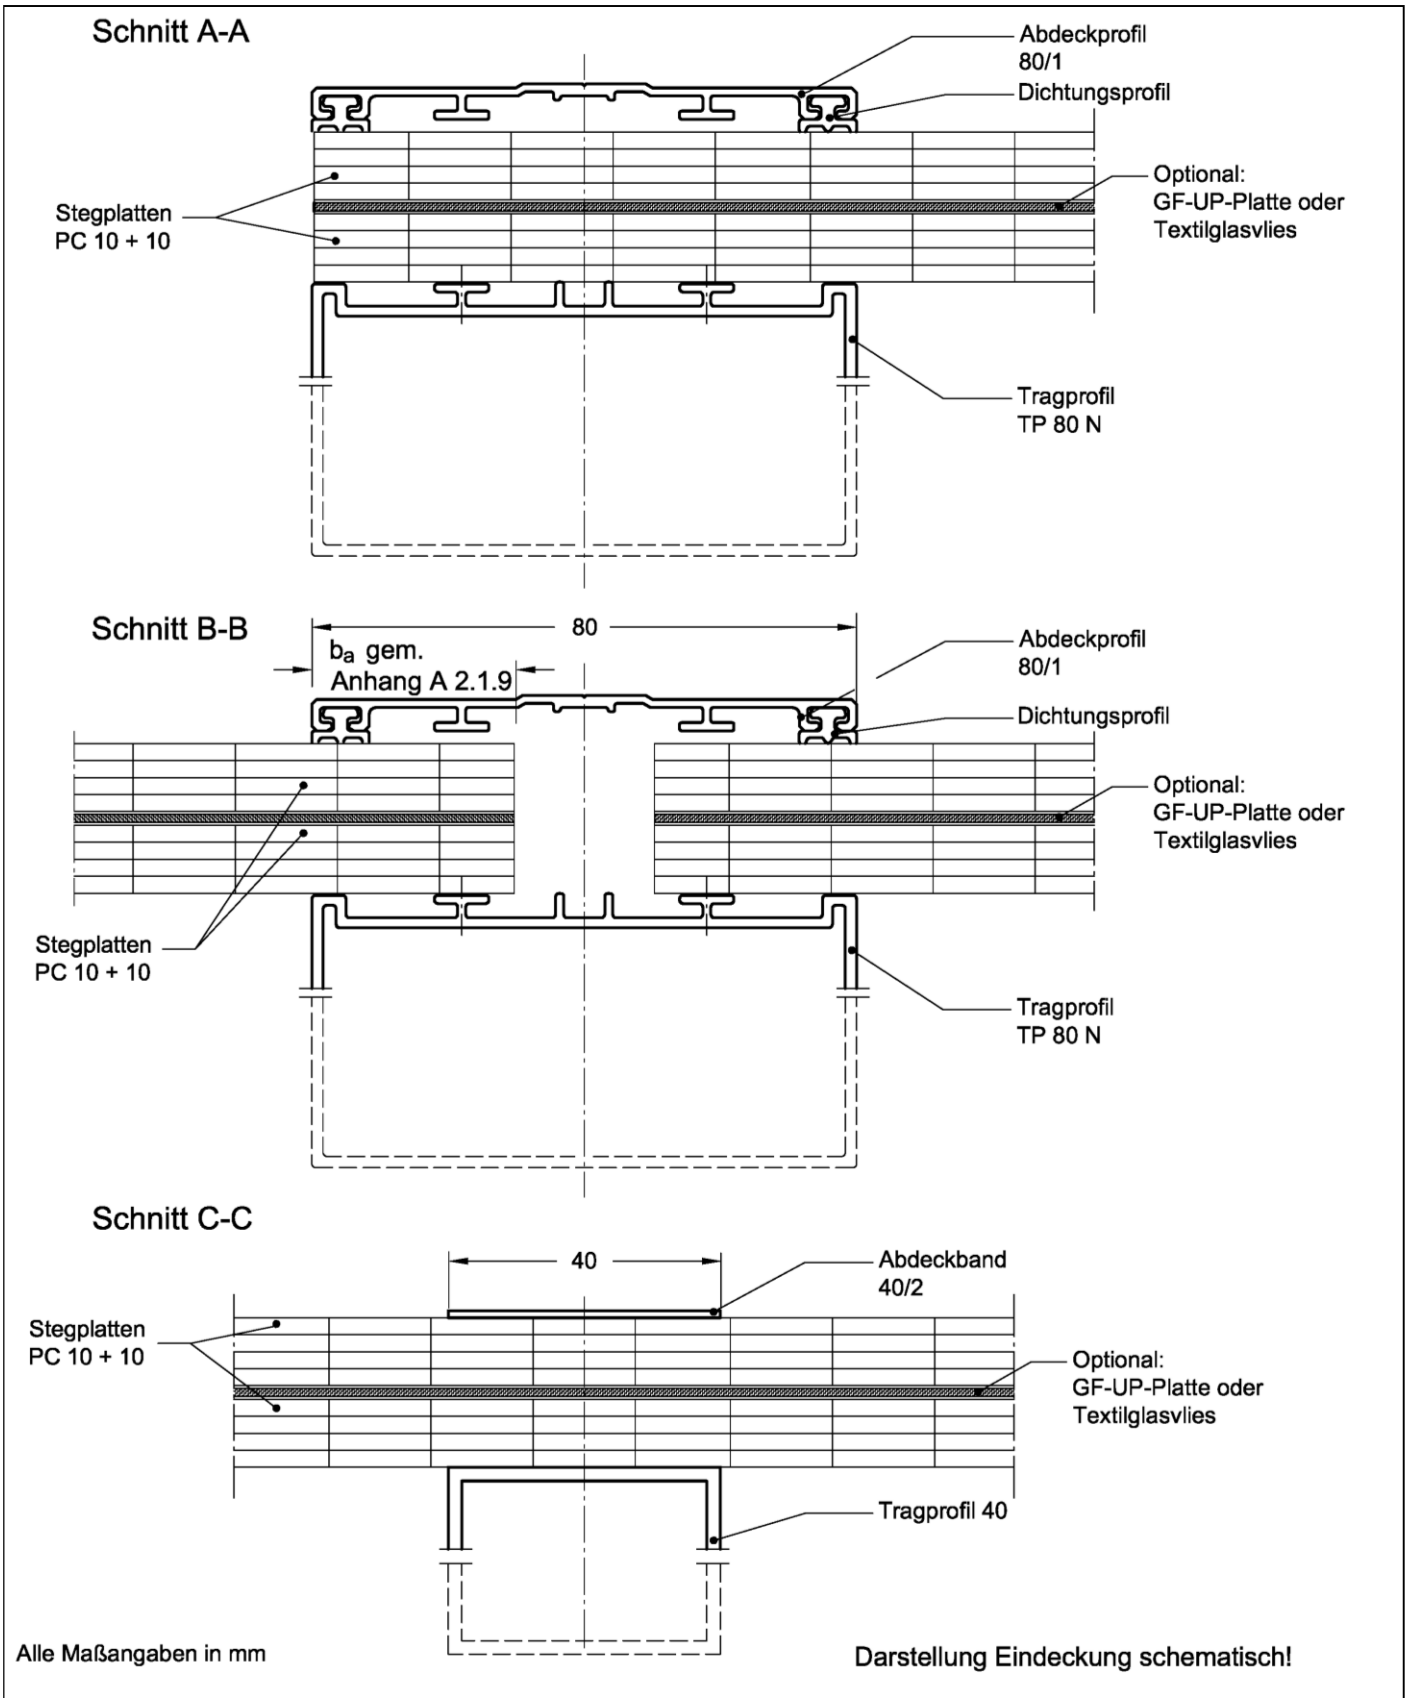 Schnitt A-A
Abdeckprofil
80/1
Dichtungsprofil
Optional:
GF-UP-Platte oder
Textilglasvlies
Stegplatten
PC 10 + 10
Tragprofil
TP 80 N
Schnitt B-B
80
ba gem.
Anhang A 2.1.9
Abdeckprofil
80/1
Dichtungsprofil
Optional:
GF-UP-Platte oder
Textilglasvlies
Stegplatten
PC 10 + 10
Tragprofil
TP 80 N
Schnitt C-C
40
Abdeckband
40/2
Stegplatten
PC 10 + 10
Optional:
GF-UP-Platte oder
Textilglasvlies
Tragprofil 40
Alle Maßangaben in mm
Darstellung Eindeckung schematisch!